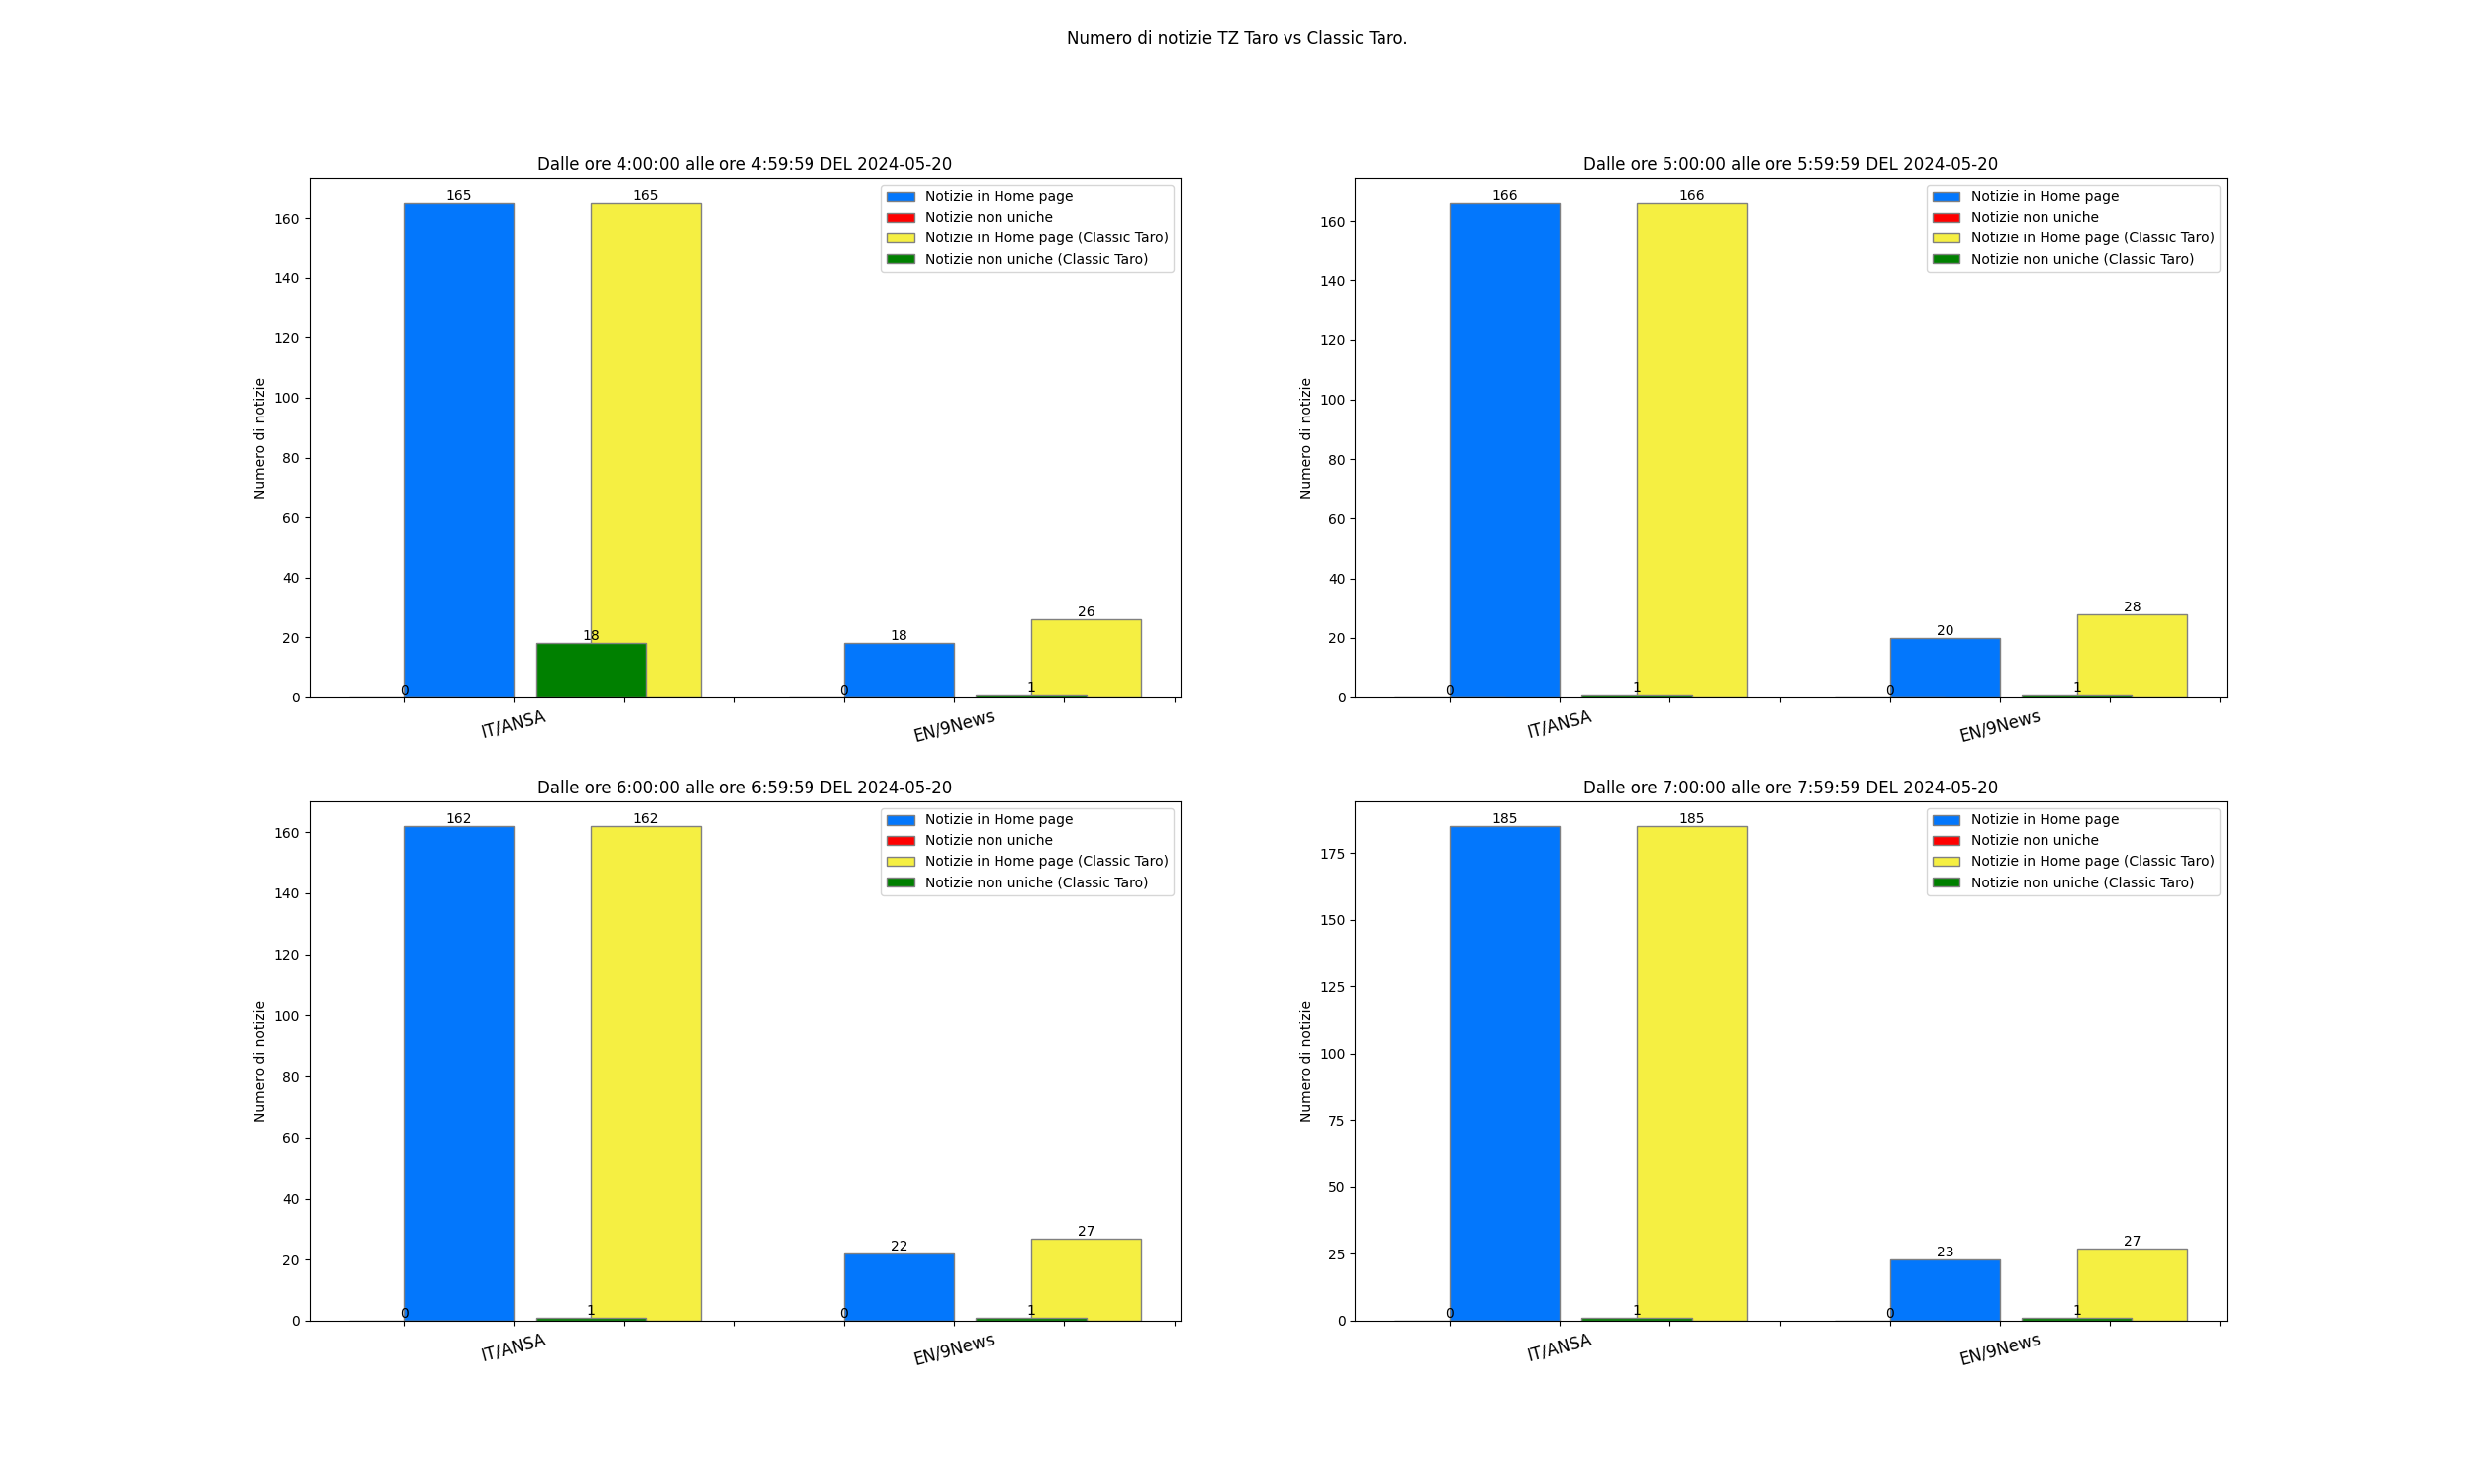 Numero di notizie TZ Taro vs Classic Taro.
Dalle ore 4:00:00 alle ore 4:59:59 DEL 2024-05-20
Numero di notizie
160
140
120
100
80
60
40
20
0
165
165
18
0
18
26
0
1
IT/ANSA
EN/9News
Notizie in Home page
Notizie non uniche
Notizie in Home page (Classic Taro)
Notizie non uniche (Classic Taro)
Dalle ore 5:00:00 alle ore 5:59:59 DEL 2024-05-20
Numero di notizie
160
140
120
100
80
60
40
20
0
166
166
0
1
20
28
0
1
IT/ANSA
EN/9News
Notizie in Home page
Notizie non uniche
Notizie in Home page (Classic Taro)
Notizie non uniche (Classic Taro)
Dalle ore 6:00:00 alle ore 6:59:59 DEL 2024-05-20
Numero di notizie
160
140
120
100
80
60
40
20
0
162
162
0
1
22
27
0
1
IT/ANSA
EN/9News
Notizie in Home page
Notizie non uniche
Notizie in Home page (Classic Taro)
Notizie non uniche (Classic Taro)
Dalle ore 7:00:00 alle ore 7:59:59 DEL 2024-05-20
Numero di notizie
175
150
125
100
75
50
25
0
185
185
0
1
23
27
0
1
IT/ANSA
EN/9News
Notizie in Home page
Notizie non uniche
Notizie in Home page (Classic Taro)
Notizie non uniche (Classic Taro)